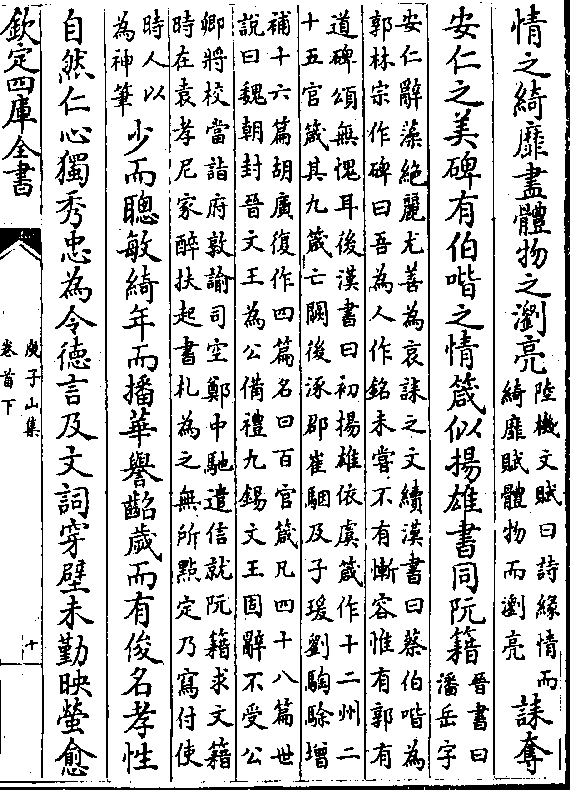 情之綺靡盡體物之瀏亮
陸機文賦曰詩緣情而
綺靡賦體物而瀏亮
誄奪
安仁之美碑有伯喈之情箴似揚雄書同阮籍
晉書曰
潘岳字
安仁辭藻絕麗尤善為哀誄之文續漢書曰蔡伯喈為
郭林宗作碑曰吾為人作銘未嘗不有慚容惟有郭有
道碑頌無愧耳後漢書曰初揚雄依虞箴作十二州二
十五官箴其九箴亡闕後涿郡崔駰及子瑗劉騊駼增
補十六篇胡廣復作四篇名曰百官箴凡四十八篇世
說曰魏朝封晉文王為公備禮九錫文王固辭不受公
卿將校當詣府敦諭司空鄭中馳遣信就阮籍求文籍
時在袁孝尼家醉扶起書札為之無所點定乃寫付使
時人以
為神筆
少而聰敏綺年而播華譽齠歲而有俊名孝性
自然仁心獨秀忠為令德言及文詞穿壁未勤映螢愈
欽定四庫全書
庾子山集
卷首下
十